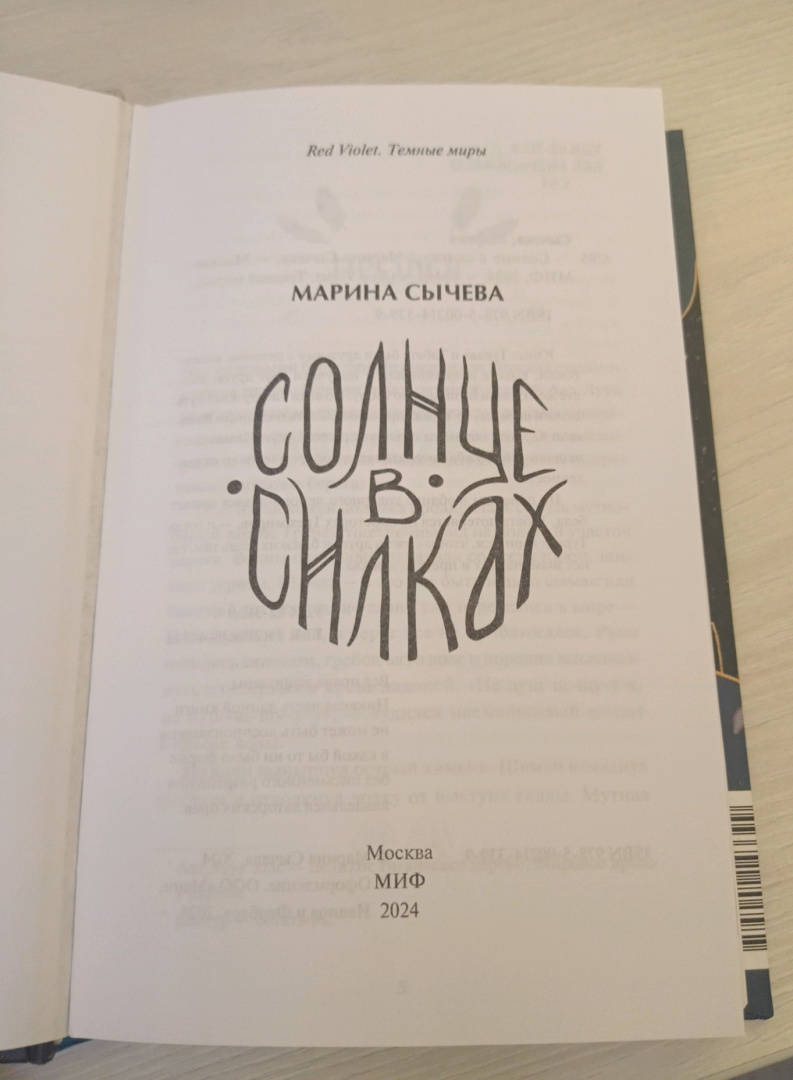 Red Violet. Темные миры
МАРИНА СЫЧЕВА
СОЛНЦЕ
• В •
СИЛКАХ
Москва
МИФ
2024